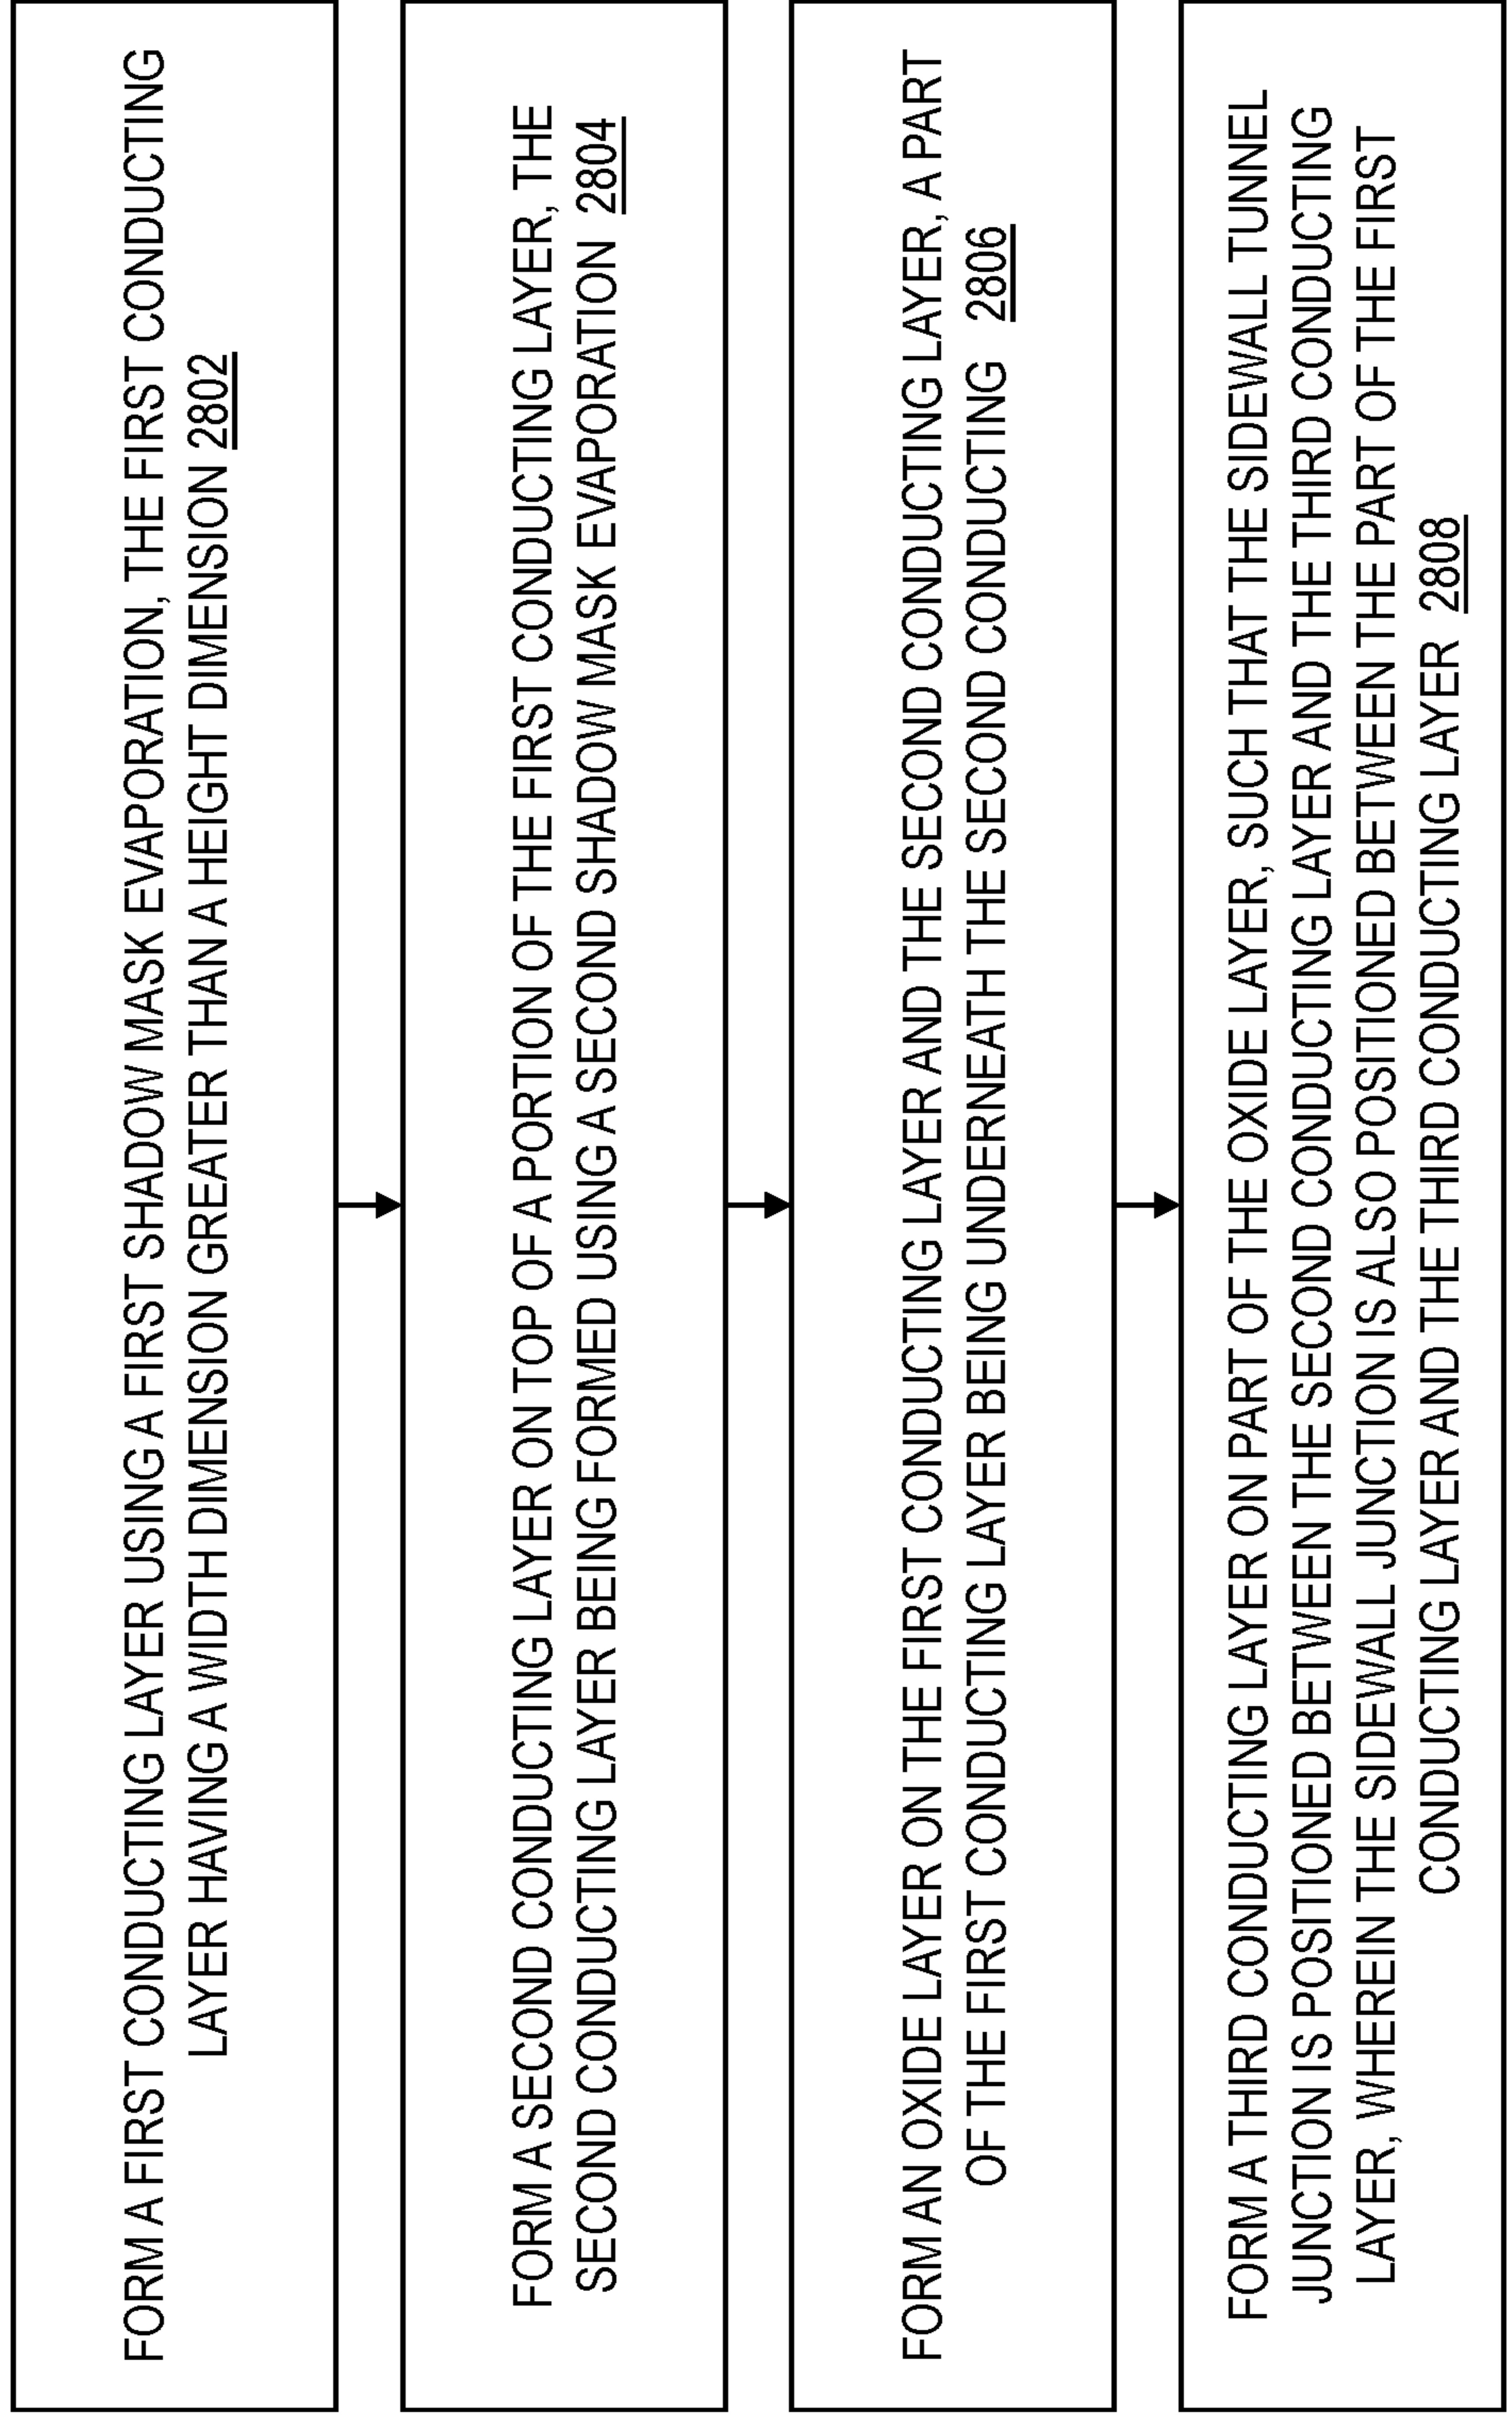 FORM A FIRST CONDUCTING LAYER USING A FIRST SHADOW MASK EVAPORATION, THE FIRST CONDUCTING
LAYER HAVING A WIDTH DIMENSION GREATER THAN A HEIGHT DIMENSION 2802
FORM A SECOND CONDUCTING LAYER ON TOP OF A PORTION OF THE FIRST CONDUCTING LAYER, THE
SECOND CONDUCTING LAYER BEING FORMED USING A SECOND SHADOW MASK EVAPORATION 2804
FORM AN OXIDE LAYER ON THE FIRST CONDUCTING LAYER AND THE SECOND CONDUCTING LAYER, A PART
OF THE FIRST CONDUCTING LAYER BEING UNDERNEATH THE SECOND CONDUCTING 2806
FORM A THIRD CONDUCTING LAYER ON PART OF THE OXIDE LAYER, SUCH THAT THE SIDEWALL TUNNEL
JUNCTION IS POSITIONED BETWEEN THE SECOND CONDUCTING LAYER AND THE THIRD CONDUCTING
LAYER, WHEREIN THE SIDEWALL JUNCTION IS ALSO POSITIONED BETWEEN THE PART OF THE FIRST
CONDUCTING LAYER AND THE THIRD CONDUCTING LAYER 2808